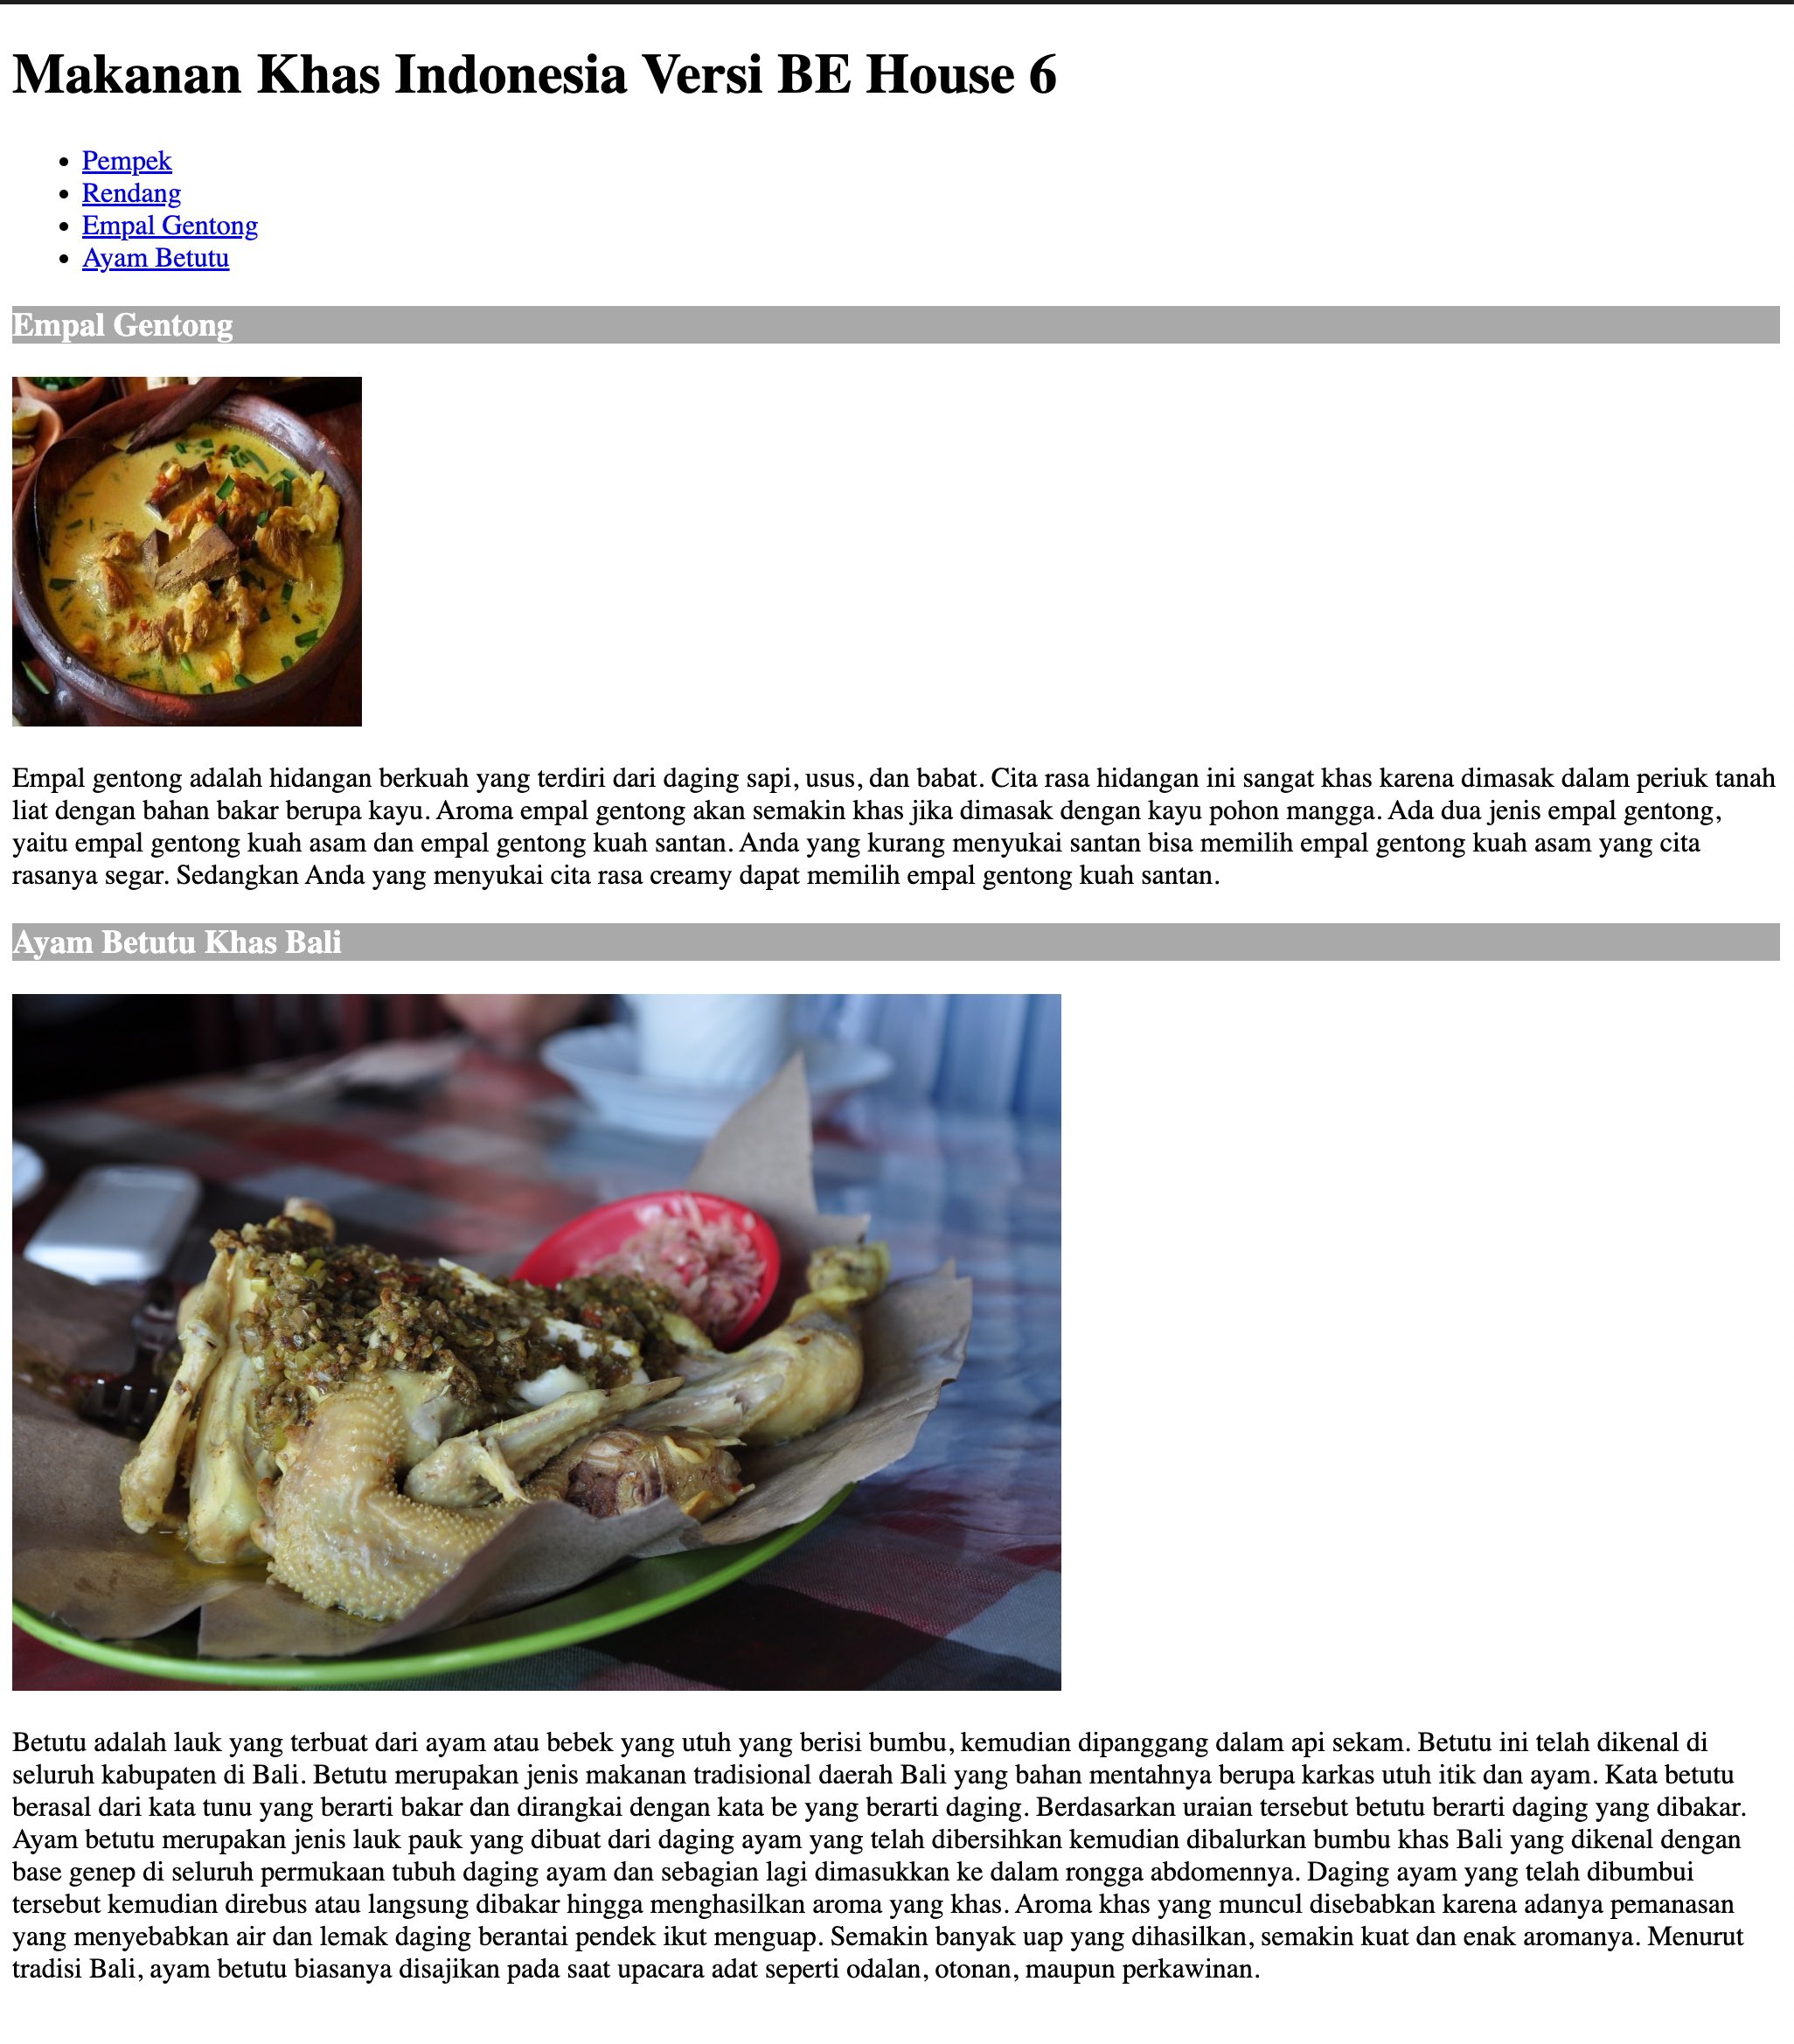 Makanan Khas Indonesia Versi BE House 6
Pempek
Rendang
Empal Gentong
Ayam Betutu
Empal Gentong
Empal gentong adalah hidangan berkuah yang terdiri dari daging sapi, usus, dan babat. Cita rasa hidangan ini sangat khas karena dimasak dalam periuk tanah
liat dengan bahan bakar berupa kayu. Aroma empal gentong akan semakin khas jika dimasak dengan kayu pohon mangga. Ada dua jenis empal gentong,
yaitu empal gentong kuah asam dan empal gentong kuah santan. Anda yang kurang menyukai santan bisa memilih empal gentong kuah asam yang cita
rasanya segar. Sedangkan Anda yang menyukai cita rasa creamy dapat memilih empal gentong kuah santan.
Ayam Betutu Khas Bali
Betutu adalah lauk yang terbuat dari ayam atau bebek yang utuh yang berisi bumbu, kemudian dipanggang dalam api sekam. Betutu ini telah dikenal di
seluruh kabupaten di Bali. Betutu merupakan jenis makanan tradisional daerah Bali yang bahan mentahnya berupa karkas utuh itik dan ayam. Kata betutu
berasal dari kata tunu yang berarti bakar dan dirangkai dengan kata be yang berarti daging. Berdasarkan uraian tersebut betutu berarti daging yang dibakar.
Ayam betutu merupakan jenis lauk pauk yang dibuat dari daging ayam yang telah dibersihkan kemudian dibalurkan bumbu khas Bali yang dikenal dengan
base genep di seluruh permukaan tubuh daging ayam dan sebagian lagi dimasukkan ke dalam rongga abdomennya. Daging ayam yang telah dibumbui
tersebut kemudian direbus atau langsung dibakar hingga menghasilkan aroma yang khas. Aroma khas yang muncul disebabkan karena adanya pemanasan
yang menyebabkan air dan lemak daging berantai pendek ikut menguap. Semakin banyak uap yang dihasilkan, semakin kuat dan enak aromanya. Menurut
tradisi Bali, ayam betutu biasanya disajikan pada saat upacara adat seperti odalan, otonan, maupun perkawinan.